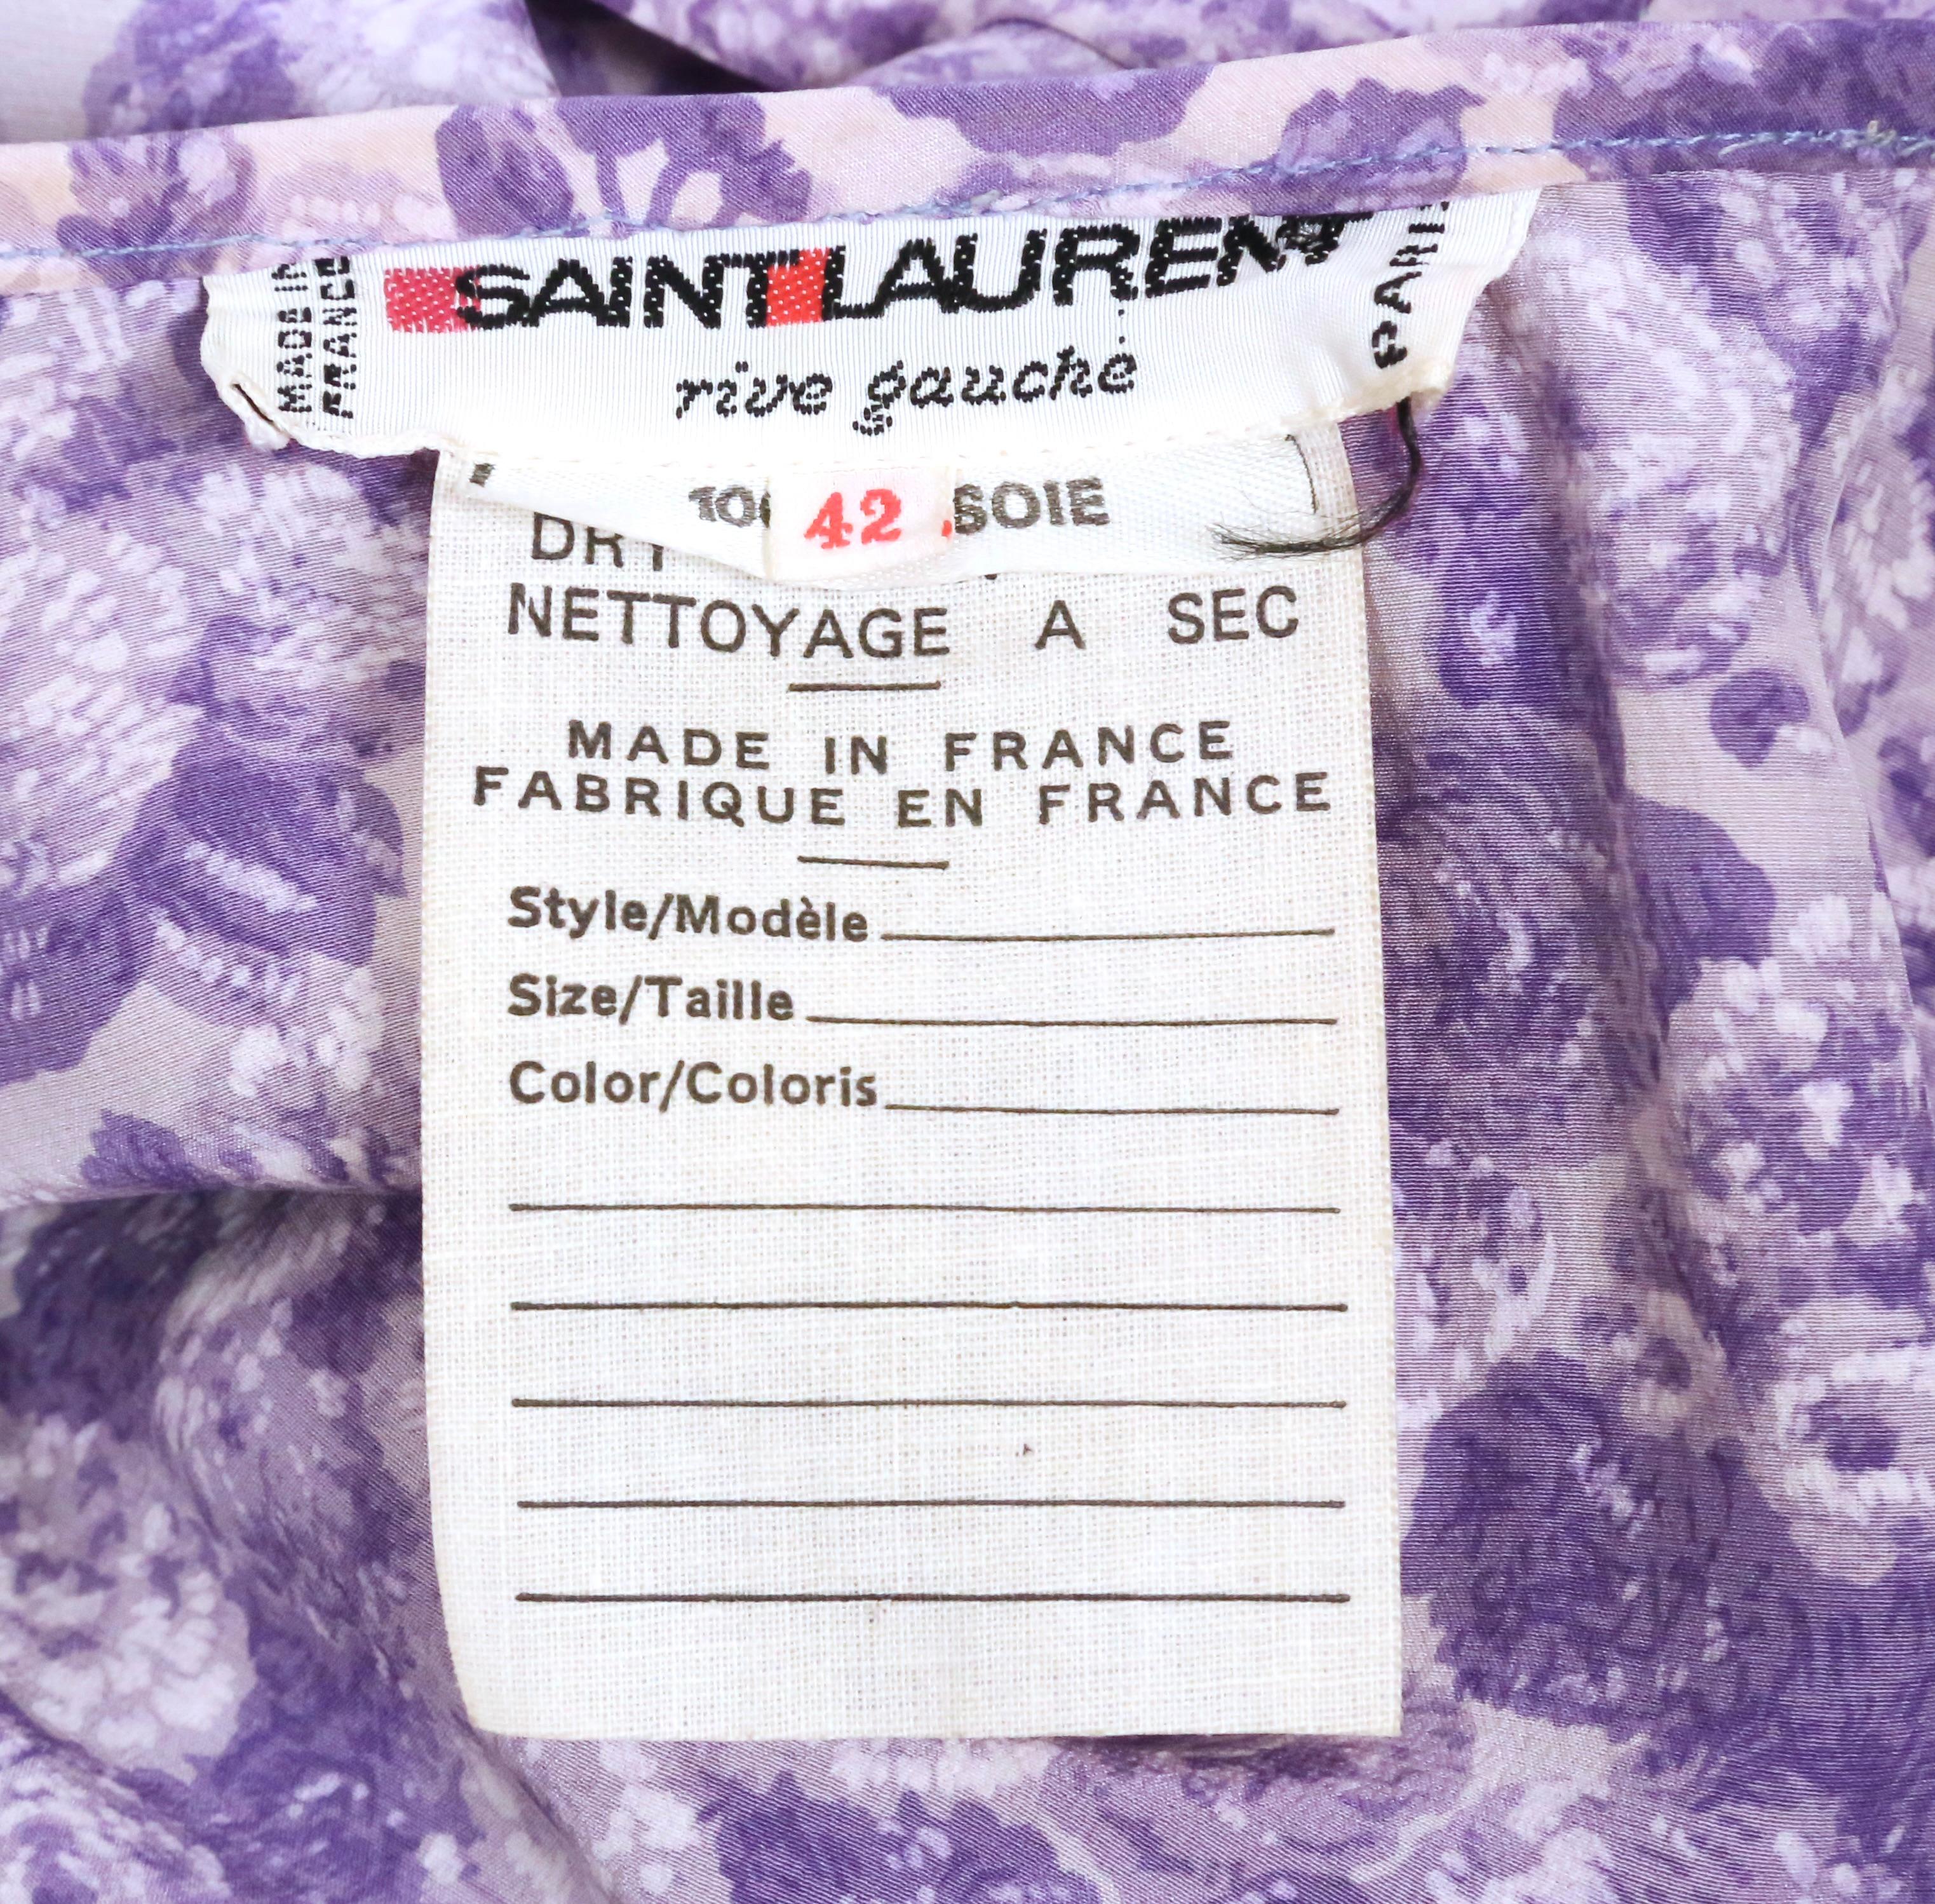 MADE IN
FRANCE
SAINT LAURENT
rive gauche
42 SOIE
NETTOYAGE A SEC
MADE IN FRANCE
FABRIQUE EN FRANCE
Style/Modèle
Size/Taille
Color/Coloris